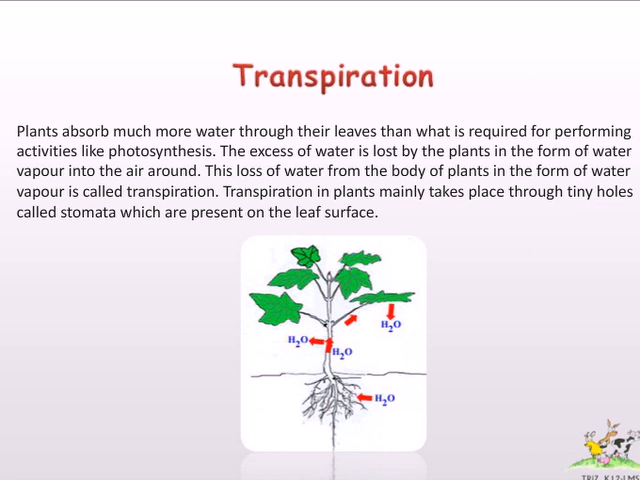 Transpiration
Plants absorb much more water through their leaves than what is required for performing
activities like photosynthesis. The excess of water is lost by the plants in the form of water
vapour into the air around. This loss of water from the body of plants in the form of water
vapour is called transpiration. Transpiration in plants mainly takes place through tiny holes
called stomata which are present on the leaf surface.
H₂O
H₂O
H₂O
H₂O